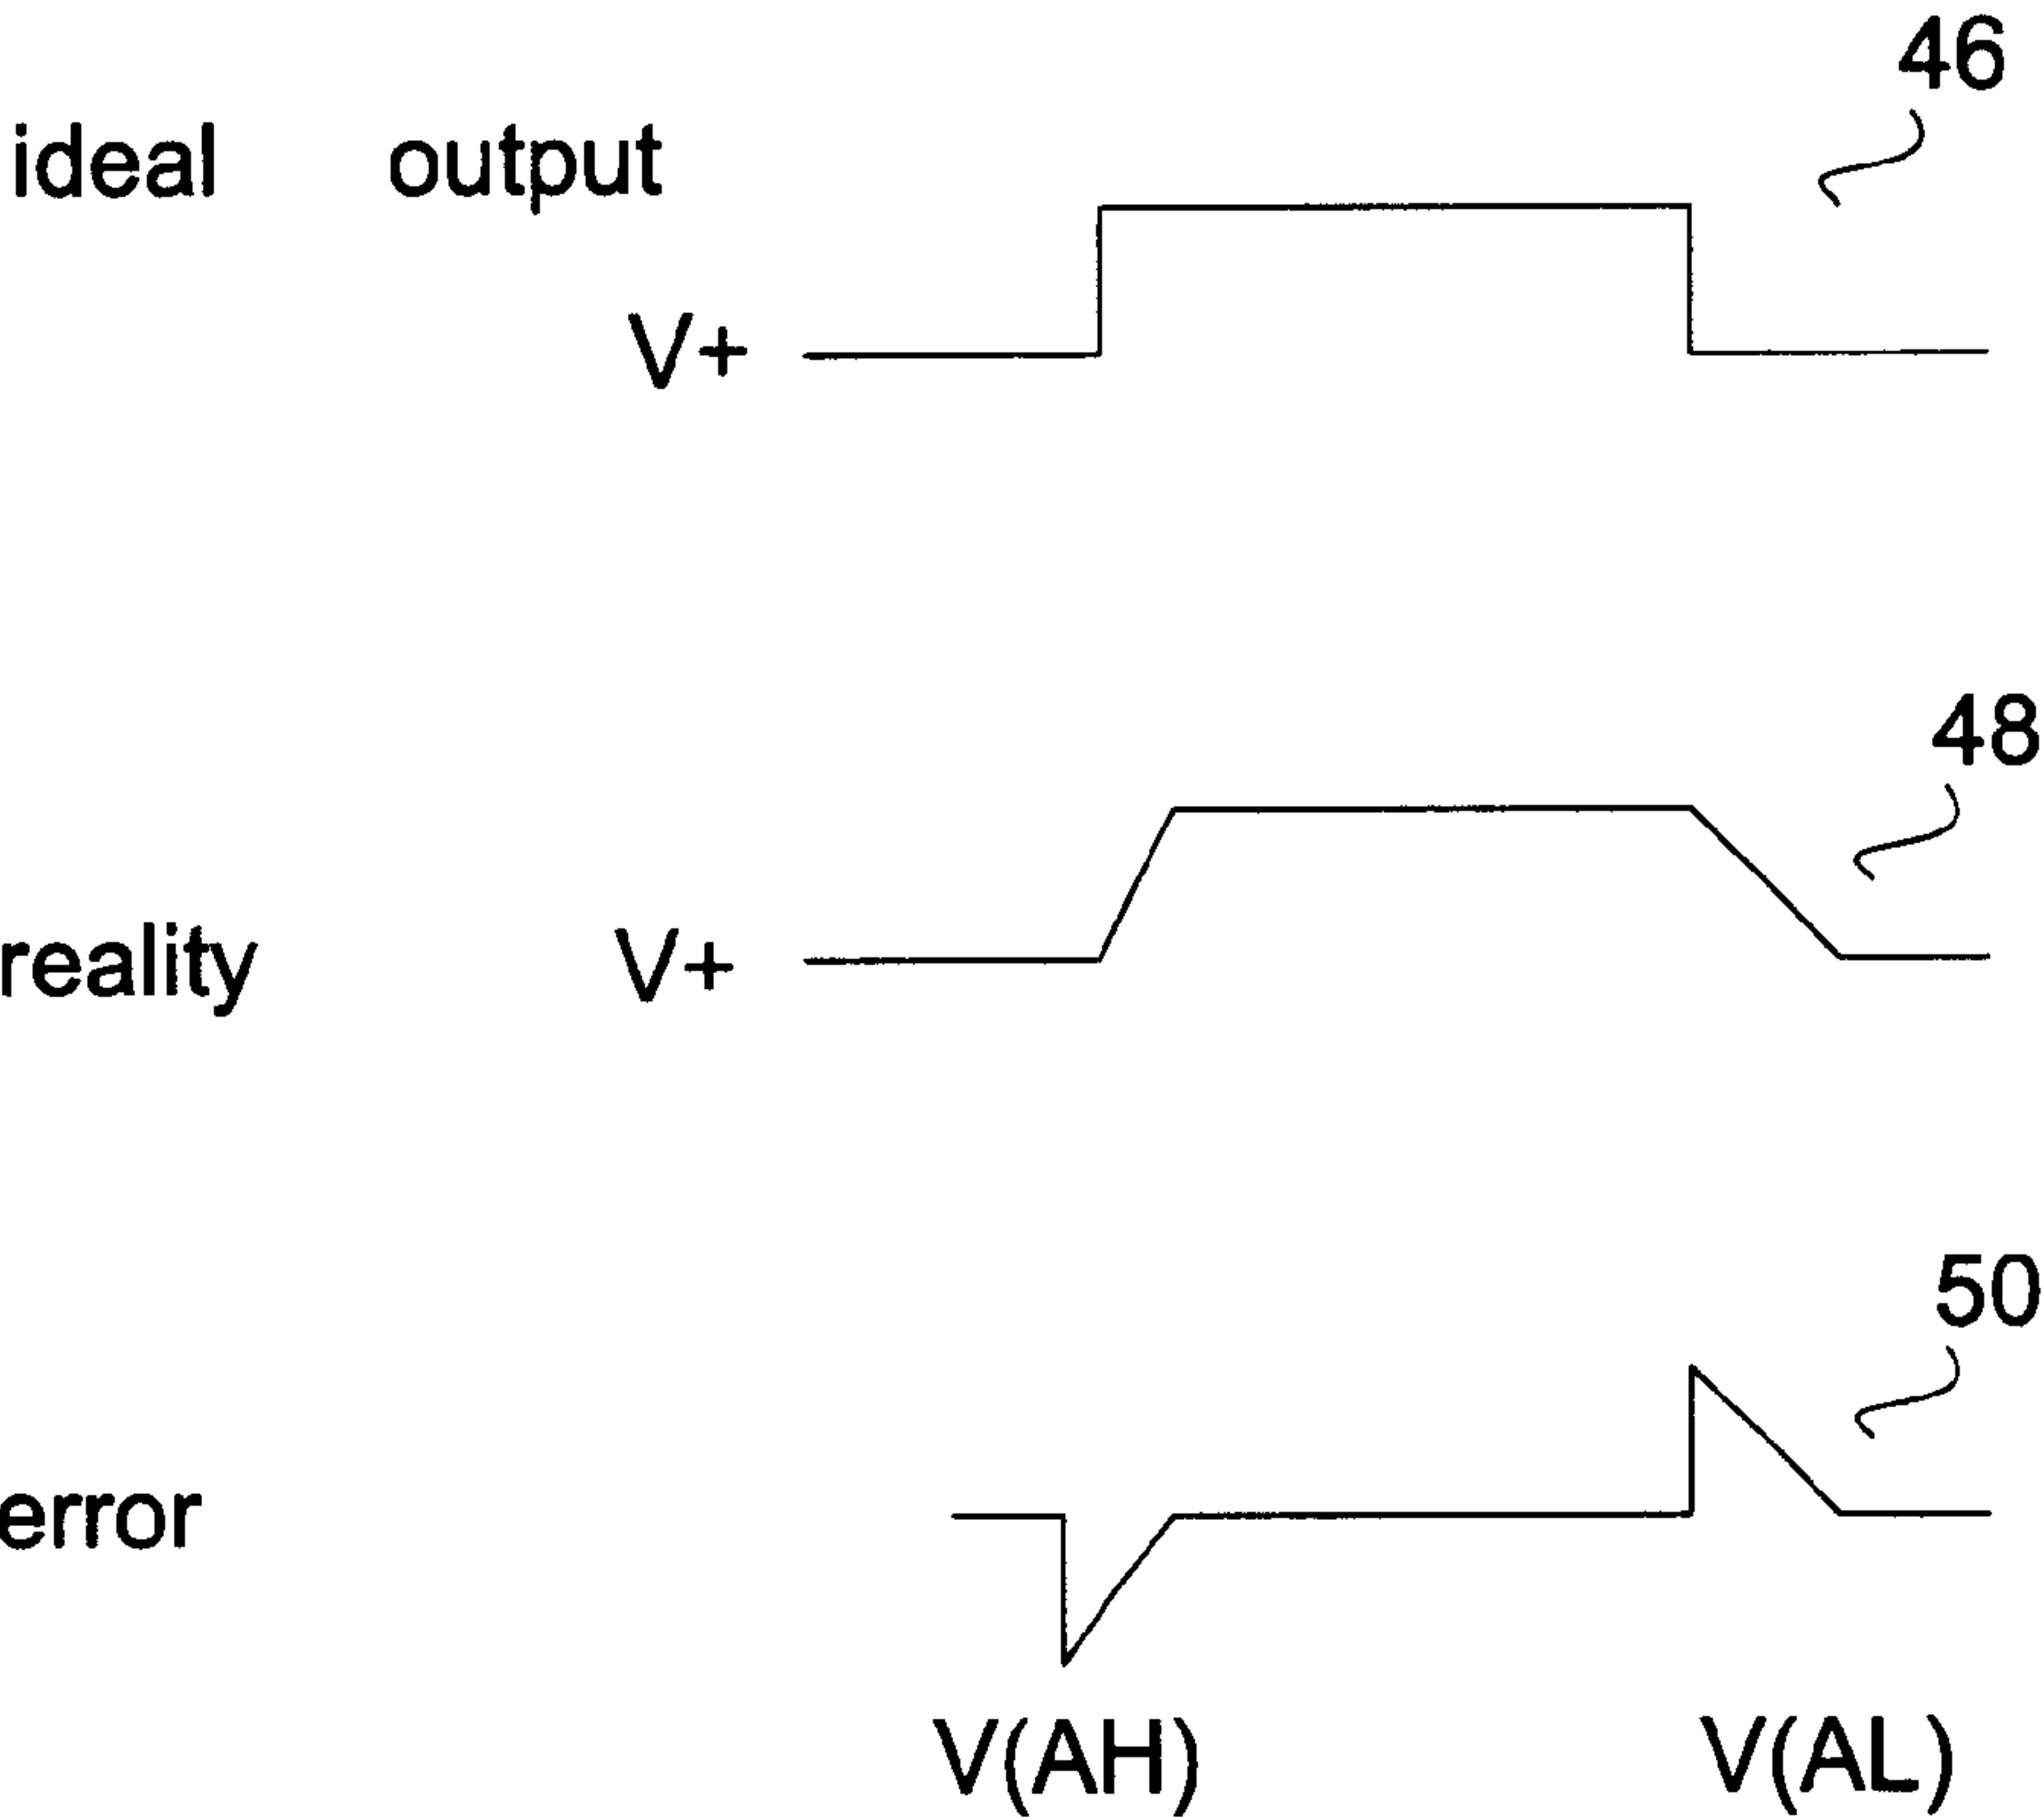 46
ideal output
V+
48
reality V+
50
error
V(AH) V(AL)